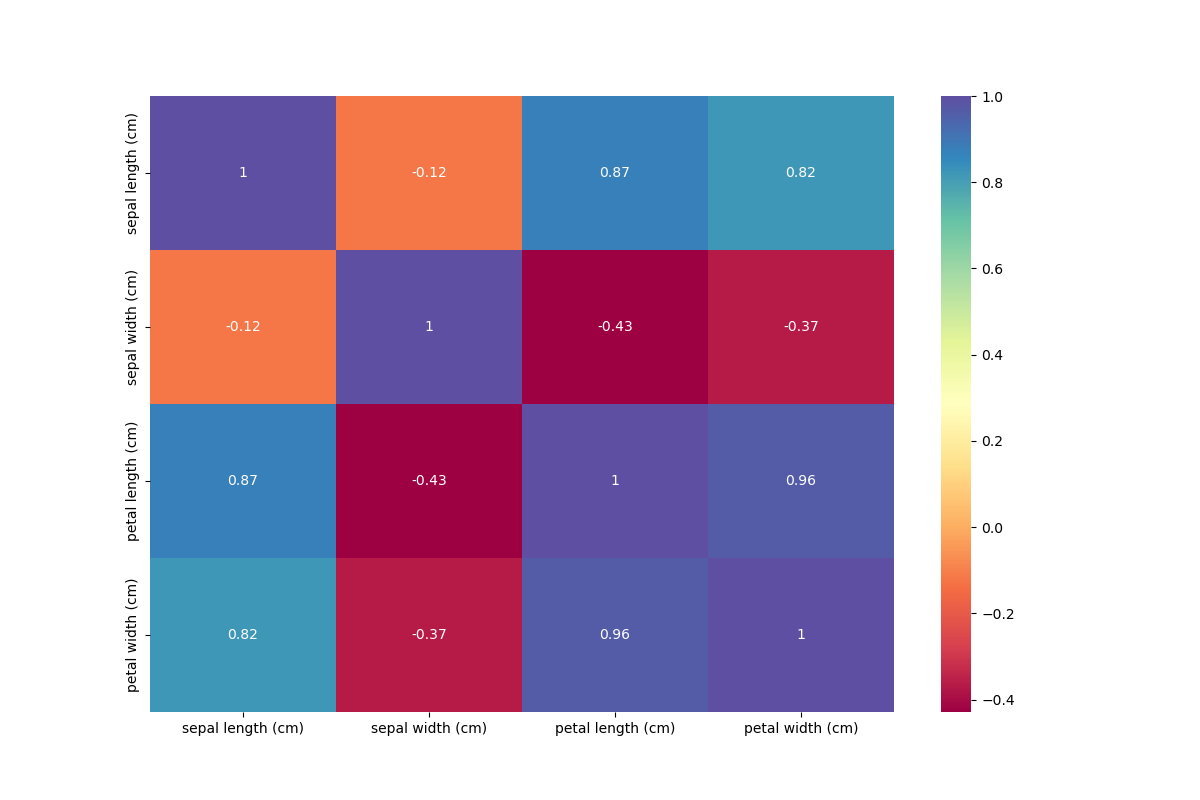 sepal length (cm) 1 -0.12 0.87 0.82
sepal width (cm) -0.12 1 -0.43 -0.37
petal length (cm) 0.87 -0.43 1 0.96
petal width (cm) 0.82 -0.37 0.96 1
sepal length (cm) sepal width (cm) petal length (cm) petal width (cm)
1.0
0.8
0.6
0.4
0.2
0.0
−0.2
−0.4